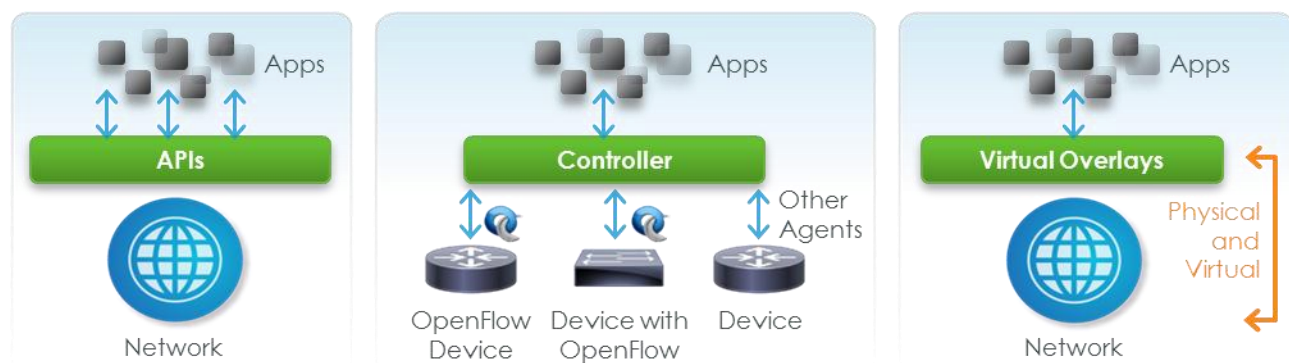 Apps
APIs
Network
Apps
Controller
Other
Agents
OpenFlow
Device
Device with
OpenFlow
Device
Apps
Virtual Overlays
Physical
and
Virtual
Network